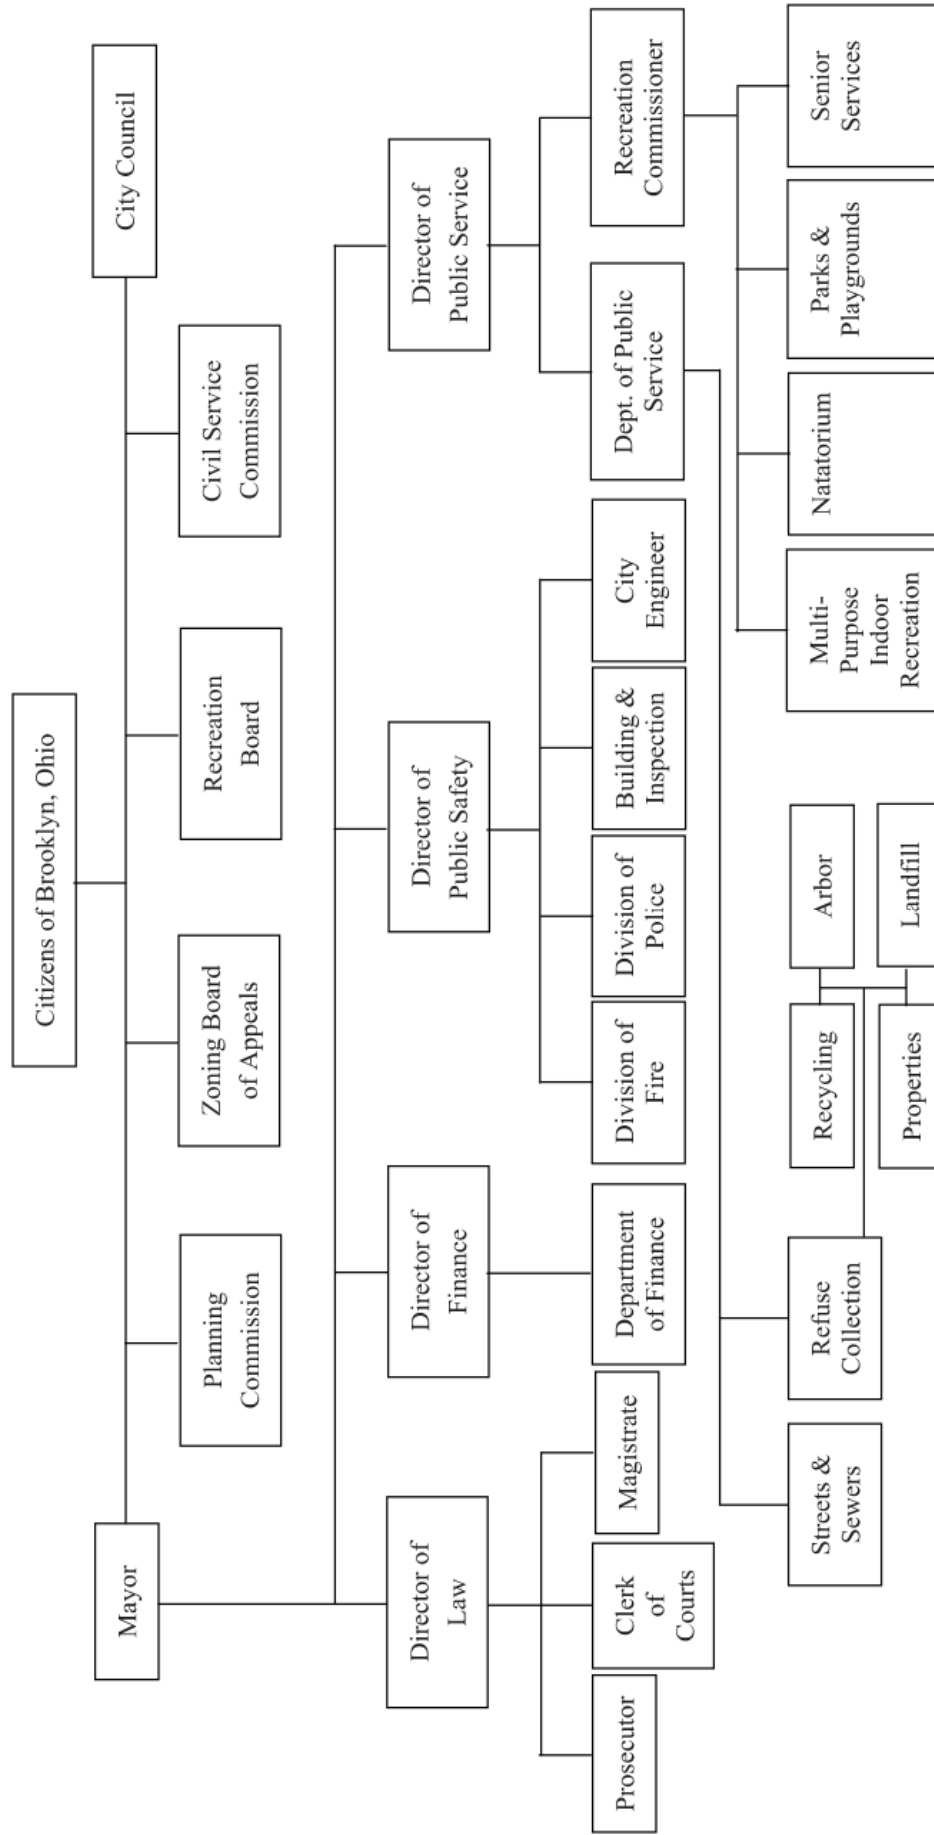 Citizens of Brooklyn, Ohio
Mayor
City Council
Planning
Commission
Zoning Board
of Appeals
Recreation
Board
Civil Service
Commission
Director of
Law
Director of
Finance
Director of
Public Safety
Director of
Public Service
Prosecutor
Clerk
of
Courts
Magistrate
Department
of Finance
Division of
Fire
Division of
Police
Building &
Inspection
City
Engineer
Dept. of Public
Service
Recreation
Commissioner
Streets &
Sewers
Refuse
Collection
Recycling
Arbor
Properties
Landfill
Multi-
Purpose
Indoor
Recreation
Natatorium
Parks &
Playgrounds
Senior
Services